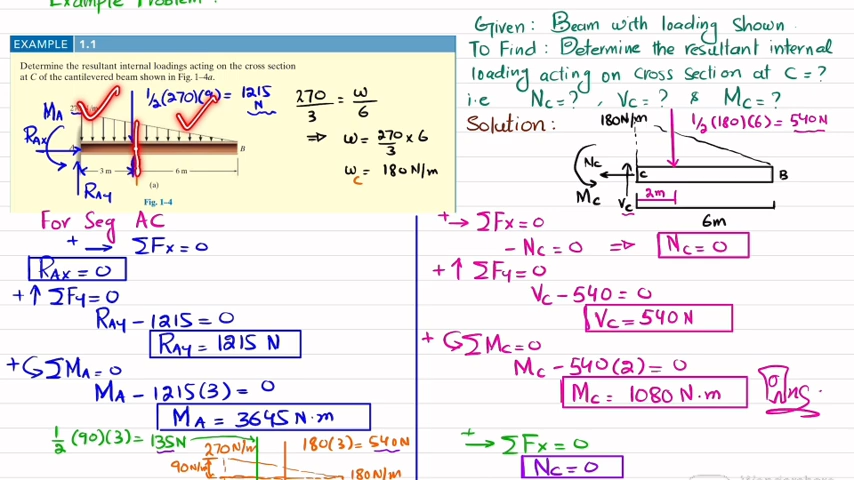 Example Problem:
EXAMPLE 1.1
Determine the resultant internal loadings acting on the cross section
at C of the cantilevered beam shown in Fig. 1–4a.
MA
1/2(270)(9) = 1215 N
RAx
B
3 m
6 m
RAy
(a)
Fig. 1–4
270/3 = w/6
⇒ w = 270/3 × 6
wc = 180 N/m
Given: Beam with loading shown
To Find: Determine the resultant internal
loading acting on cross section at C = ?
i.e Nc = ?, Vc = ? & Mc = ?
Solution:
180N/m
1/2(180)(6) = 540N
Nc
C
B
Mc
Vc
2m
6m
For Seg AC
+→ ΣFx = 0
RAx = 0
+↑ ΣFy = 0
RAy – 1215 = 0
RAy = 1215 N
+↺ ΣMA = 0
MA – 1215(3) = 0
MA = 3645 N·m
1/2 (90)(3) = 135N
180(3) = 540N
270N/m
90N/m
180N/m
+→ ΣFx = 0
– Nc = 0 ⇒ Nc = 0
+↑ ΣFy = 0
Vc – 540 = 0
Vc = 540 N
+↺ ΣMc = 0
Mc – 540(2) = 0
Mc = 1080 N·m
Ans.
+→ ΣFx = 0
Nc = 0